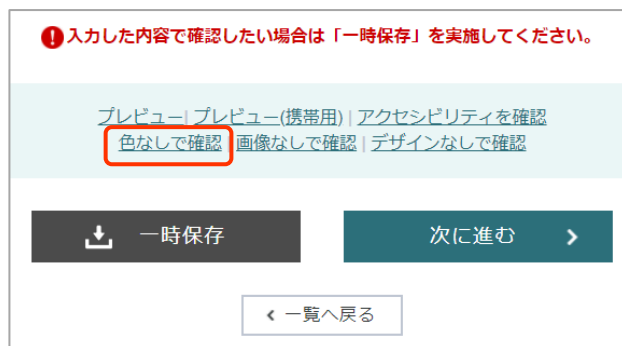 入力した内容で確認したい場合は「一時保存」を実施してください。
プレビュー | プレビュー(携帯用) | アクセシビリティを確認
色なしで確認 | 画像なしで確認 | デザインなしで確認
一時保存
次に進む
一覧へ戻る